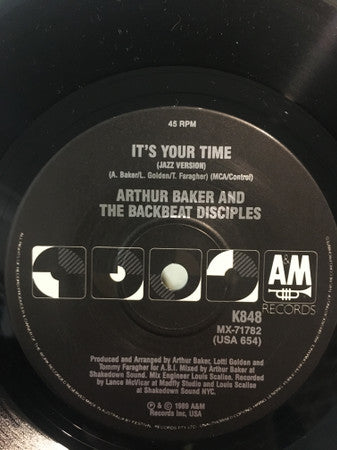 45 RPM
IT'S YOUR TIME
(JAZZ VERSION)
(A. Baker/L. Golden/T. Faragher) (MCA/Control)
ARTHUR BAKER AND
THE BACKBEAT DISCIPLES
A&M
RECORDS
K848
MX-71782
(USA 654)
Produced and Arranged by Arthur Baker, Lotti Golden and
Tommy Faragher for A.B.I. Mixed by Arthur Baker at
Shakedown Sound. Mix Engineer Louis Scalise. Recorded
by Lance McVicar at Madfly Studio and Louis Scalise
at Shakedown Sound NYC.
℗ & © 1989 A&M
Records Inc, USA